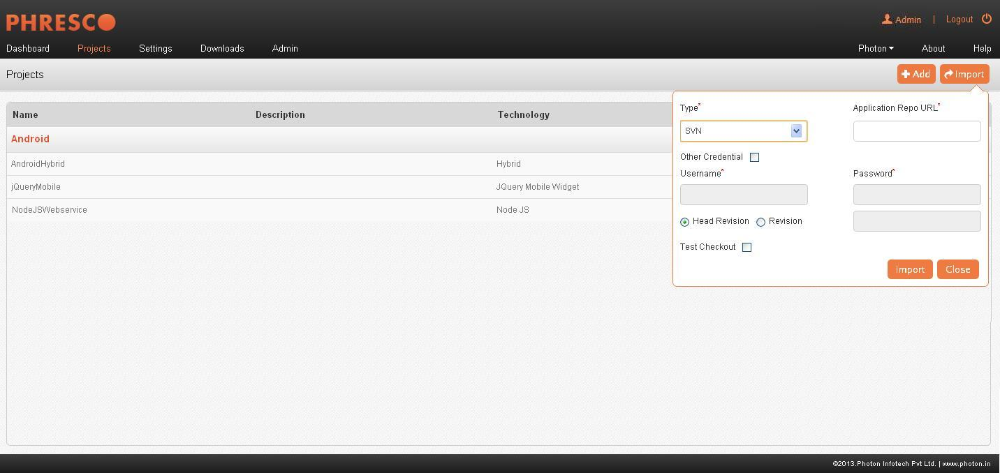 PHRESCO
Admin | Logout
Dashboard Projects Settings Downloads Admin Photon About Help
Projects
Add Import
Name Description Technology
Android
AndroidHybrid Hybrid
jQueryMobile JQuery Mobile Widget
NodeJSWebservice Node JS
Type* Application Repo URL*
SVN
Other Credential
Username* Password*
Head Revision Revision
Test Checkout
Import Close
©2013.Photon Infotech Pvt Ltd. | www.photon.in